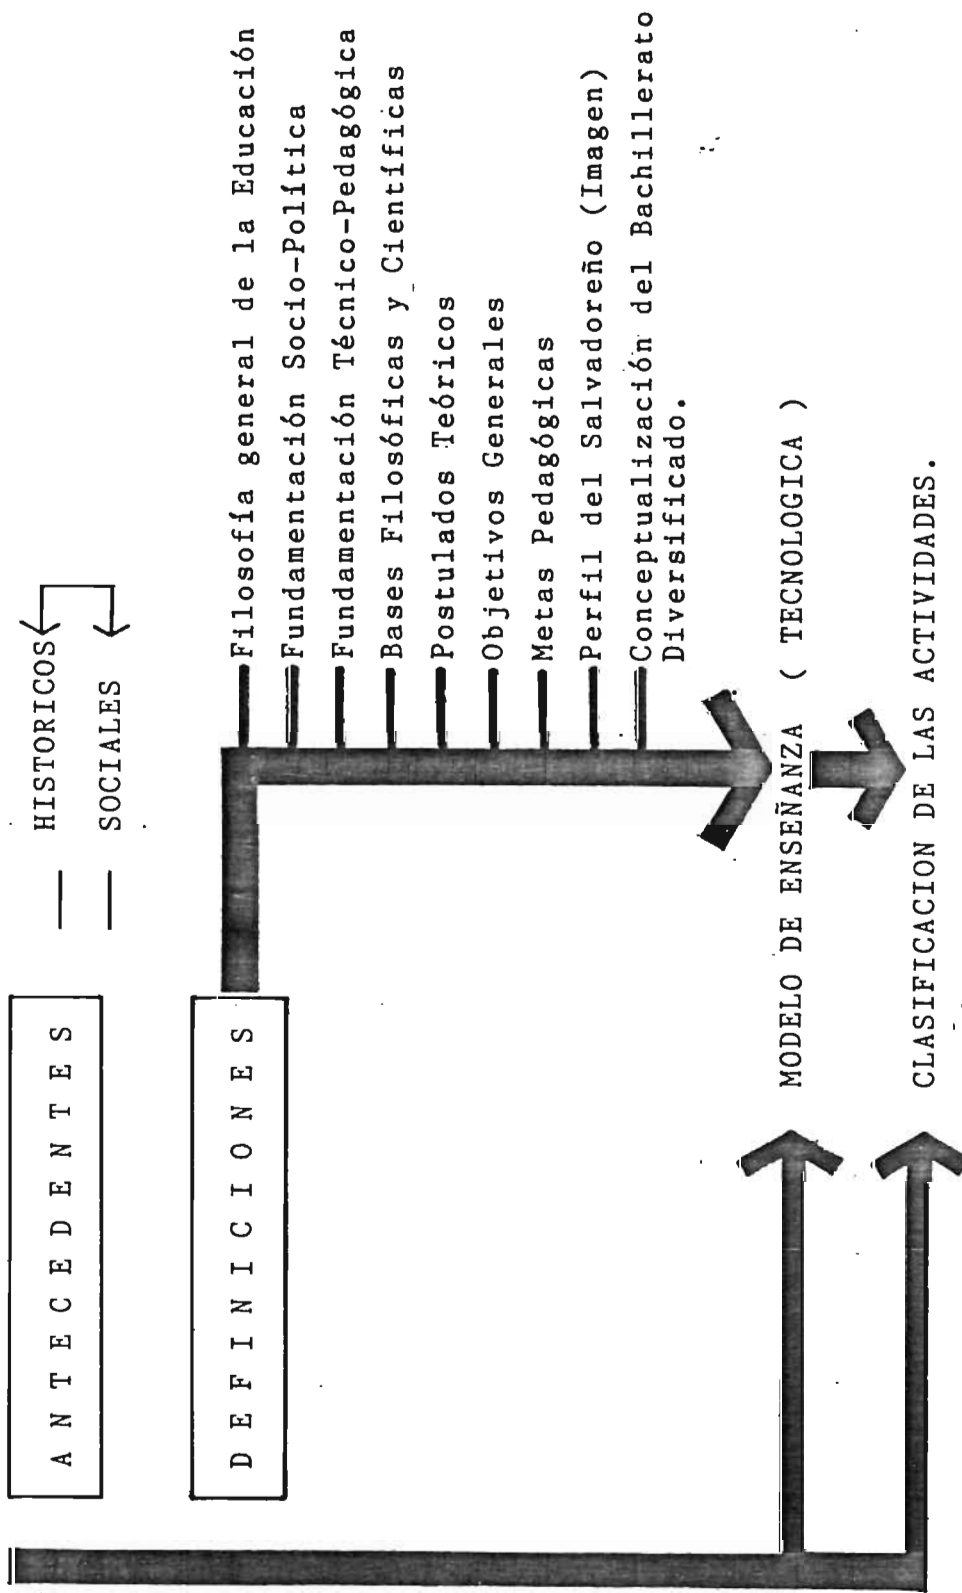 ANTECEDENTES
HISTORICOS
SOCIALES
DEFINICIONES
Filosofía general de la Educación
Fundamentación Socio-Política
Fundamentación Técnico-Pedagógica
Bases Filosóficas y Científicas
Postulados Teóricos
Objetivos Generales
Metas Pedagógicas
Perfil del Salvadoreño (Imagen)
Conceptualización del Bachillerato
Diversificado.
MODELO DE ENSEÑANZA ( TECNOLOGICA )
CLASIFICACION DE LAS ACTIVIDADES.